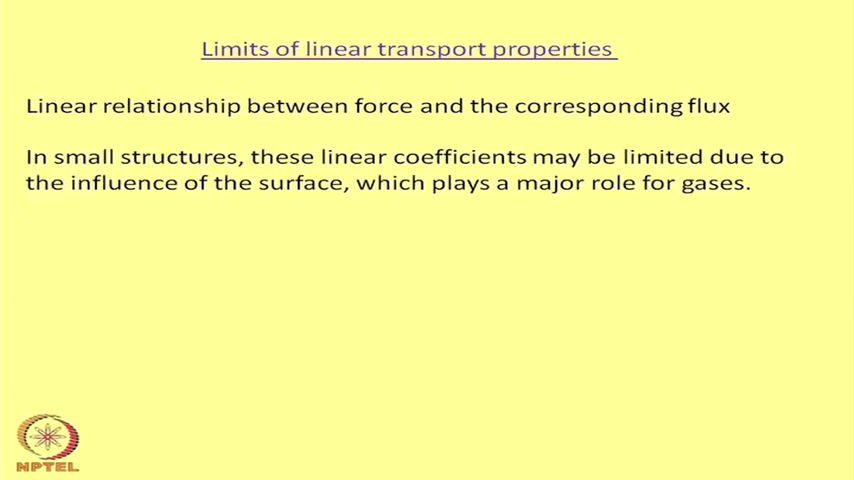 Limits of linear transport properties
Linear relationship between force and the corresponding flux
In small structures, these linear coefficients may be limited due to
the influence of the surface, which plays a major role for gases.
NPTEL